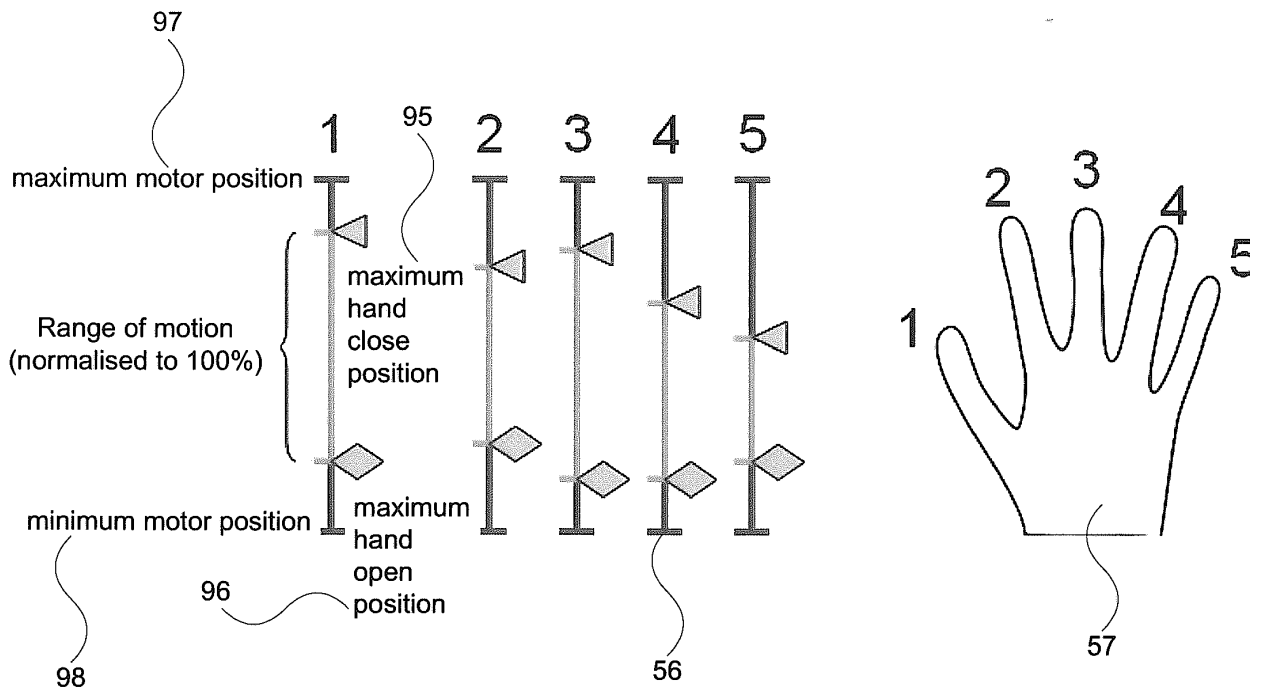 97
95
1 2 3 4 5
maximum motor position
maximum
hand
close
position
Range of motion
(normalised to 100%)
minimum motor position
maximum
hand
open
position
96
98
56
1
2
3
4
5
57